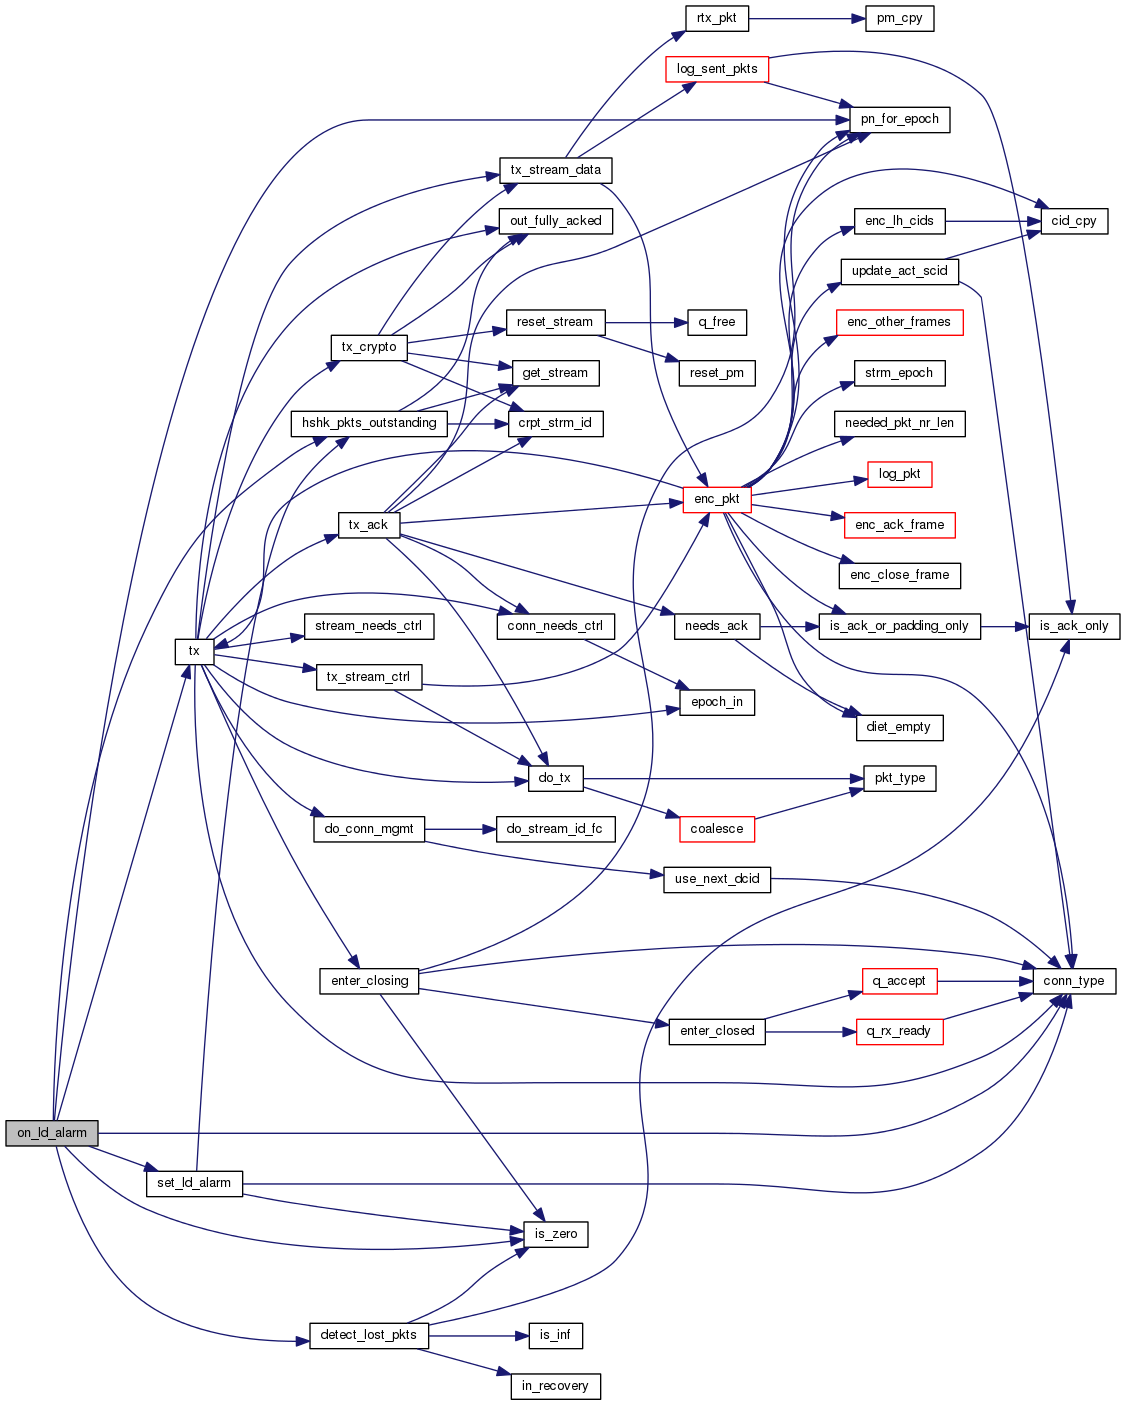 rtx_pkt
pm_cpy
log_sent_pkts
pn_for_epoch
tx_stream_data
out_fully_acked
enc_lh_cids
cid_cpy
update_act_scid
reset_stream
q_free
enc_other_frames
tx_crypto
get_stream
reset_pm
strm_epoch
hshk_pkts_outstanding
crpt_strm_id
needed_pkt_nr_len
log_pkt
enc_pkt
tx_ack
enc_ack_frame
enc_close_frame
stream_needs_ctrl
conn_needs_ctrl
needs_ack
is_ack_or_padding_only
is_ack_only
tx
tx_stream_ctrl
epoch_in
diet_empty
do_tx
pkt_type
do_conn_mgmt
do_stream_id_fc
coalesce
use_next_dcid
enter_closing
q_accept
conn_type
enter_closed
q_rx_ready
on_ld_alarm
set_ld_alarm
is_zero
detect_lost_pkts
is_inf
in_recovery